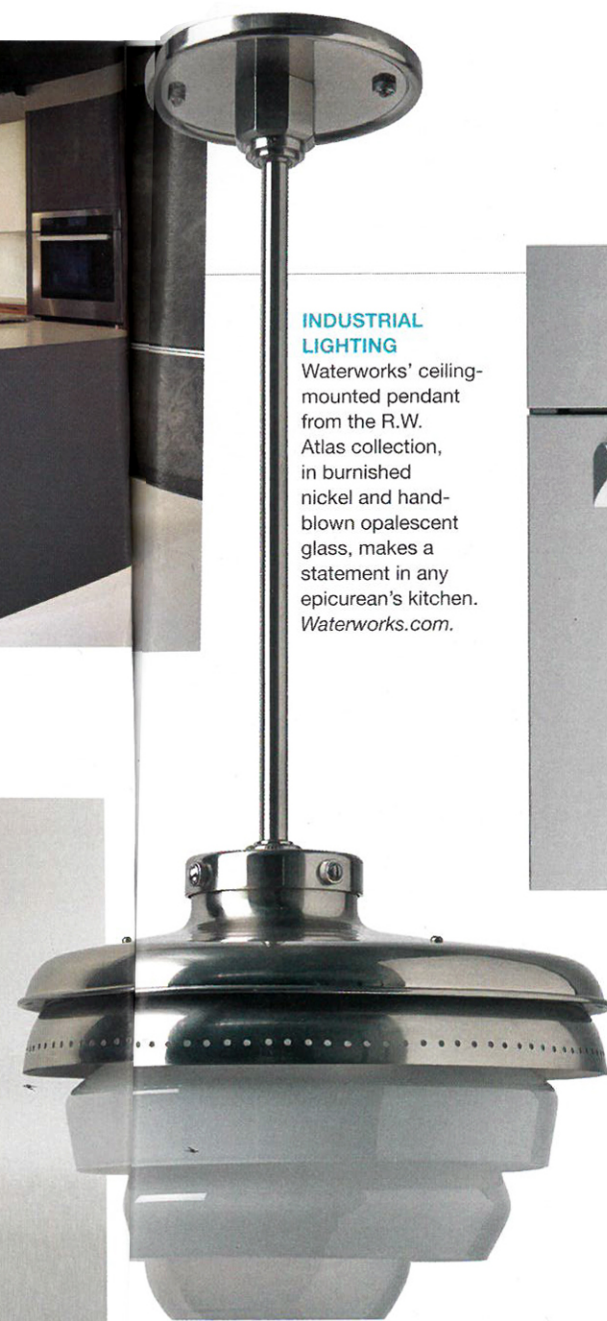 INDUSTRIAL
LIGHTING
Waterworks' ceiling-
mounted pendant
from the R.W.
Atlas collection,
in burnished
nickel and hand-
blown opalescent
glass, makes a
statement in any
epicurean's kitchen.
Waterworks.com.